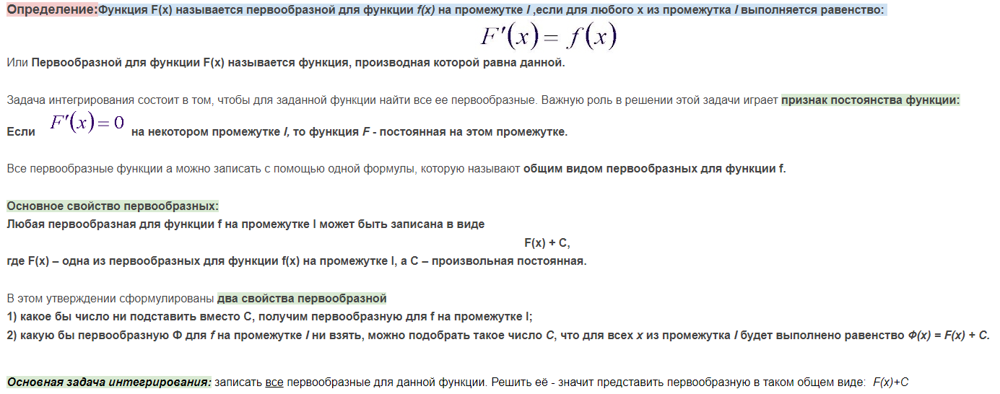 Определение:Функция F(x) называется первообразной для функции f(x) на промежутке I ,если для любого x из промежутка I выполняется равенство:
F′(x) = f(x)
Или Первообразной для функции F(x) называется функция, производная которой равна данной.
Задача интегрирования состоит в том, чтобы для заданной функции найти все ее первообразные. Важную роль в решении этой задачи играет признак постоянства функции:
Если F′(x) = 0 на некотором промежутке I, то функция F - постоянная на этом промежутке.
Все первообразные функции а можно записать с помощью одной формулы, которую называют общим видом первообразных для функции f.
Основное свойство первообразных:
Любая первообразная для функции f на промежутке I может быть записана в виде
F(x) + C,
где F(x) – одна из первообразных для функции f(x) на промежутке I, а C – произвольная постоянная.
В этом утверждении сформулированы два свойства первообразной
1) какое бы число ни подставить вместо C, получим первообразную для f на промежутке I;
2) какую бы первообразную Ф для f на промежутке I ни взять, можно подобрать такое число C, что для всех x из промежутка I будет выполнено равенство Ф(x) = F(x) + C.
Основная задача интегрирования: записать все первообразные для данной функции. Решить её - значит представить первообразную в таком общем виде: F(x)+C